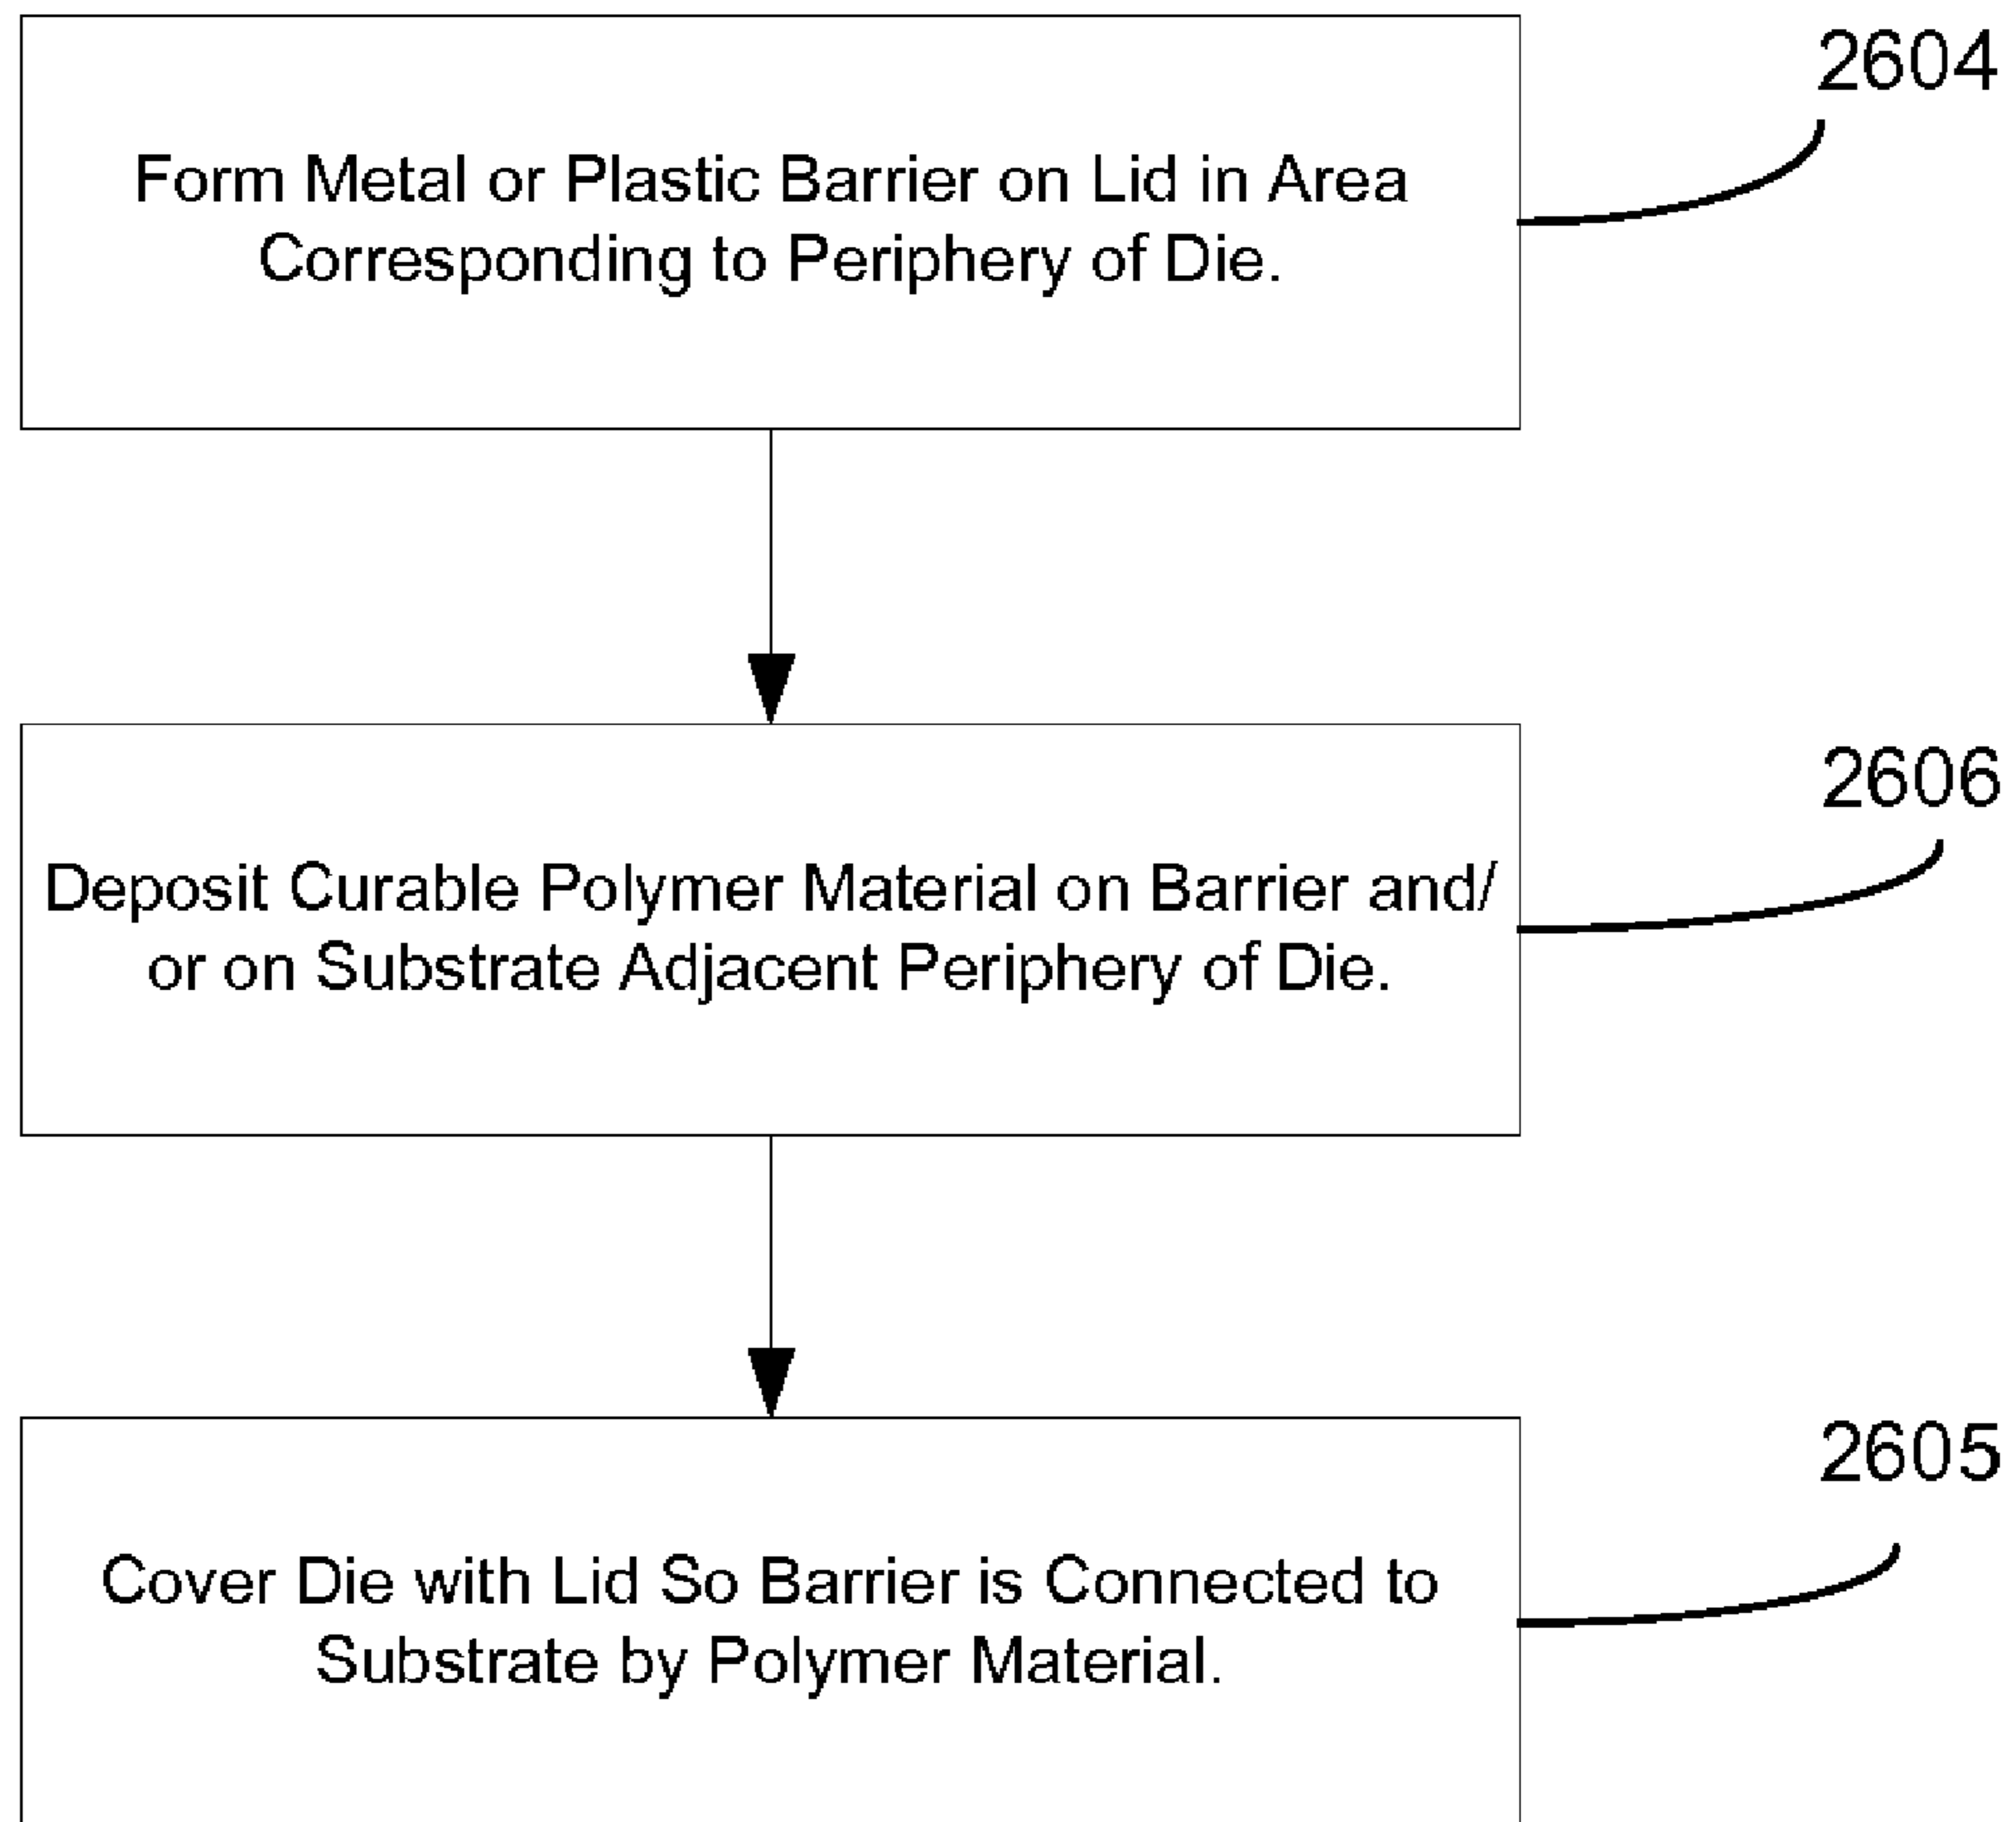 2604
Form Metal or Plastic Barrier on Lid in Area
Corresponding to Periphery of Die.
2606
Deposit Curable Polymer Material on Barrier and/
or on Substrate Adjacent Periphery of Die.
2605
Cover Die with Lid So Barrier is Connected to
Substrate by Polymer Material.